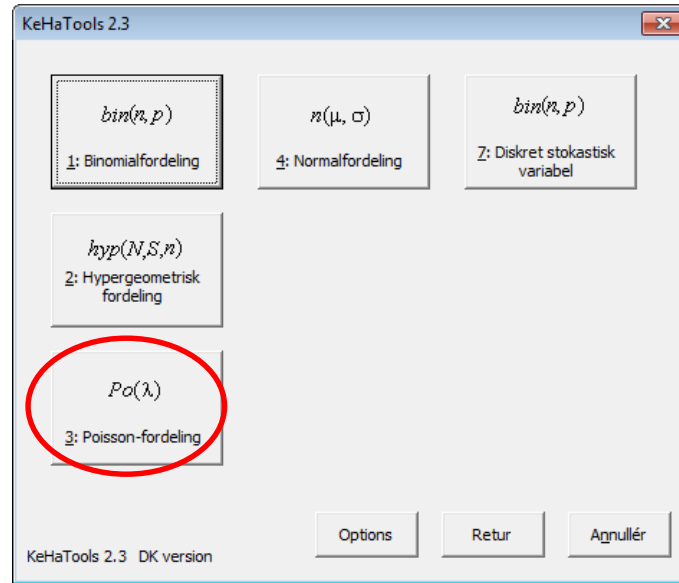 KeHaTools 2.3
bin(n, p)
1: Binomialfordeling
n(μ, σ)
4: Normalfordeling
bin(n, p)
7: Diskret stokastisk
variabel
hyp(N,S,n)
2: Hypergeometrisk
fordeling
Po(λ)
3: Poisson-fordeling
Options
Retur
Annullér
KeHaTools 2.3 DK version